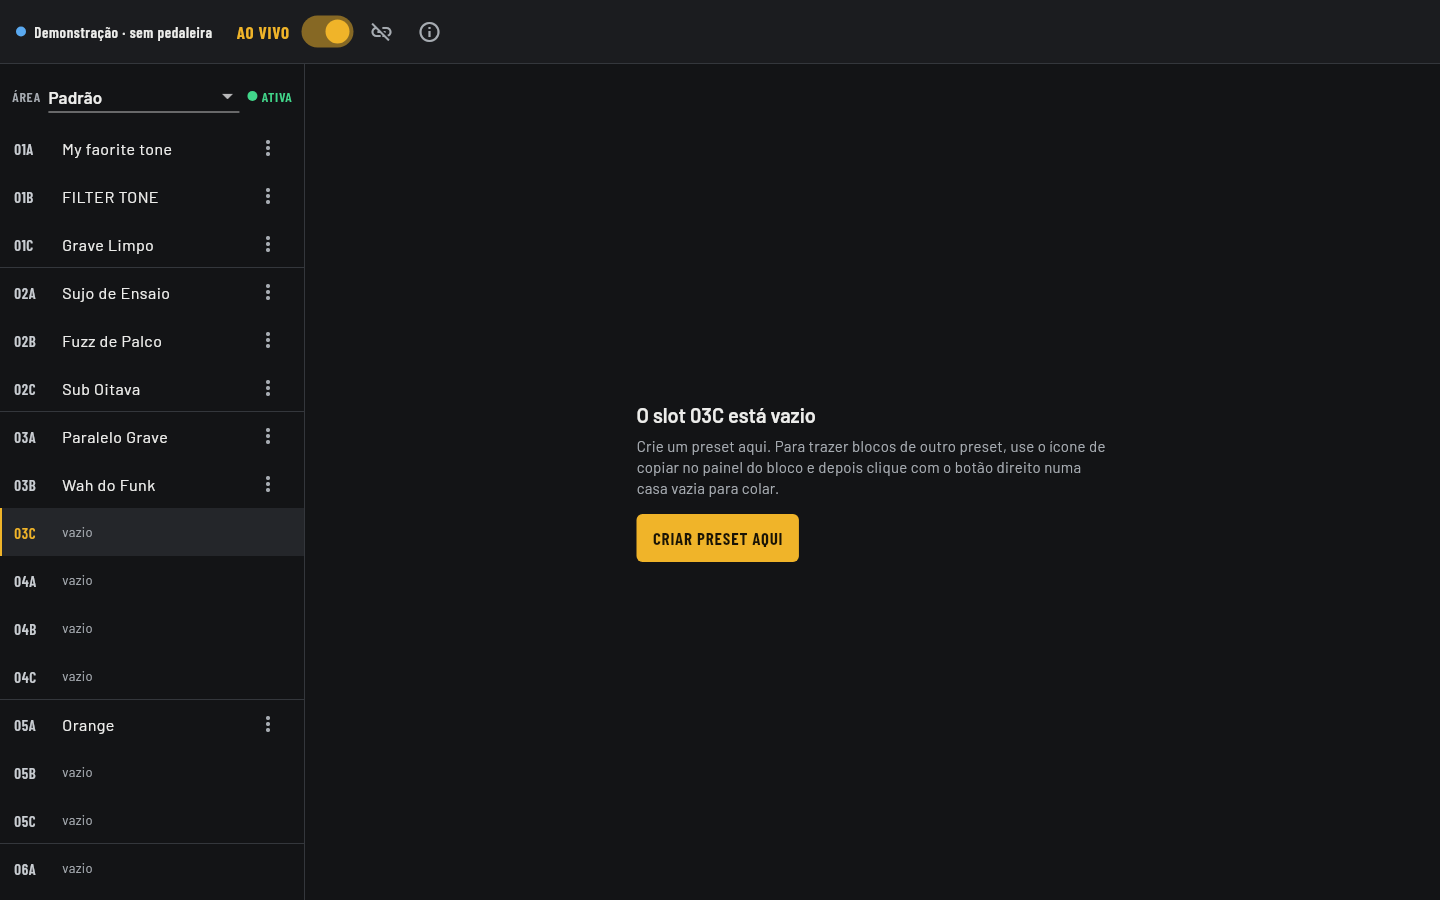 Demonstração · sem pedaleira AO VIVO
ÁREA Padrão ATIVA
01A My faorite tone
01B FILTER TONE
01C Grave Limpo
02A Sujo de Ensaio
02B Fuzz de Palco
02C Sub Oitava
03A Paralelo Grave
03B Wah do Funk
03C vazio
04A vazio
04B vazio
04C vazio
05A Orange
05B vazio
05C vazio
06A vazio
O slot 03C está vazio
Crie um preset aqui. Para trazer blocos de outro preset, use o ícone de
copiar no painel do bloco e depois clique com o botão direito numa
casa vazia para colar.
CRIAR PRESET AQUI